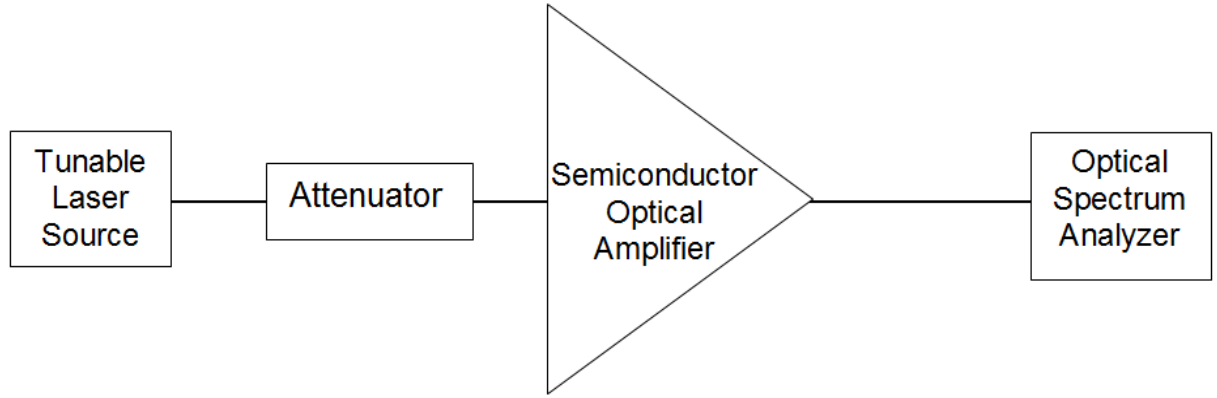 Tunable
Laser
Source
Attenuator
Semiconductor
Optical
Amplifier
Optical
Spectrum
Analyzer